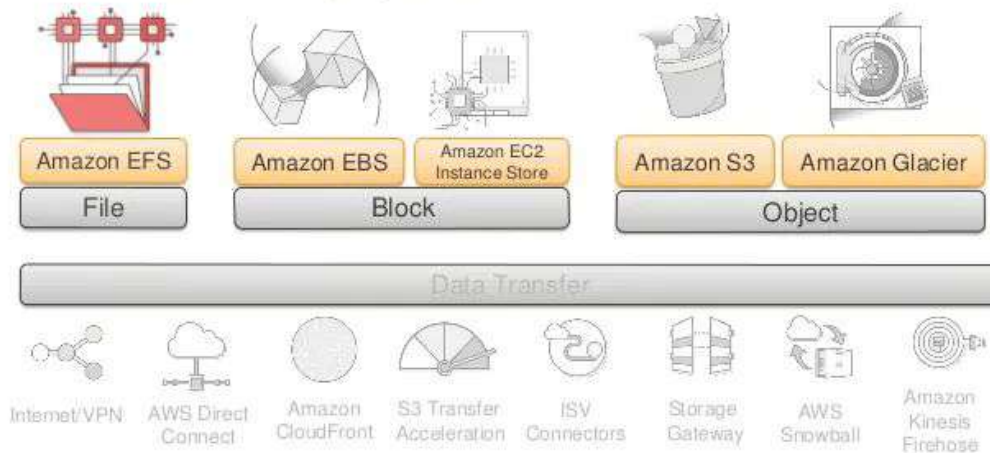 Amazon EFS
Amazon EBS
Amazon EC2
Instance Store
Amazon S3
Amazon Glacier
File
Block
Object
Data Transfer
Internet/VPN
AWS Direct
Connect
Amazon
CloudFront
S3 Transfer
Acceleration
ISV
Connectors
Storage
Gateway
AWS
Snowball
Amazon
Kinesis
Firehose